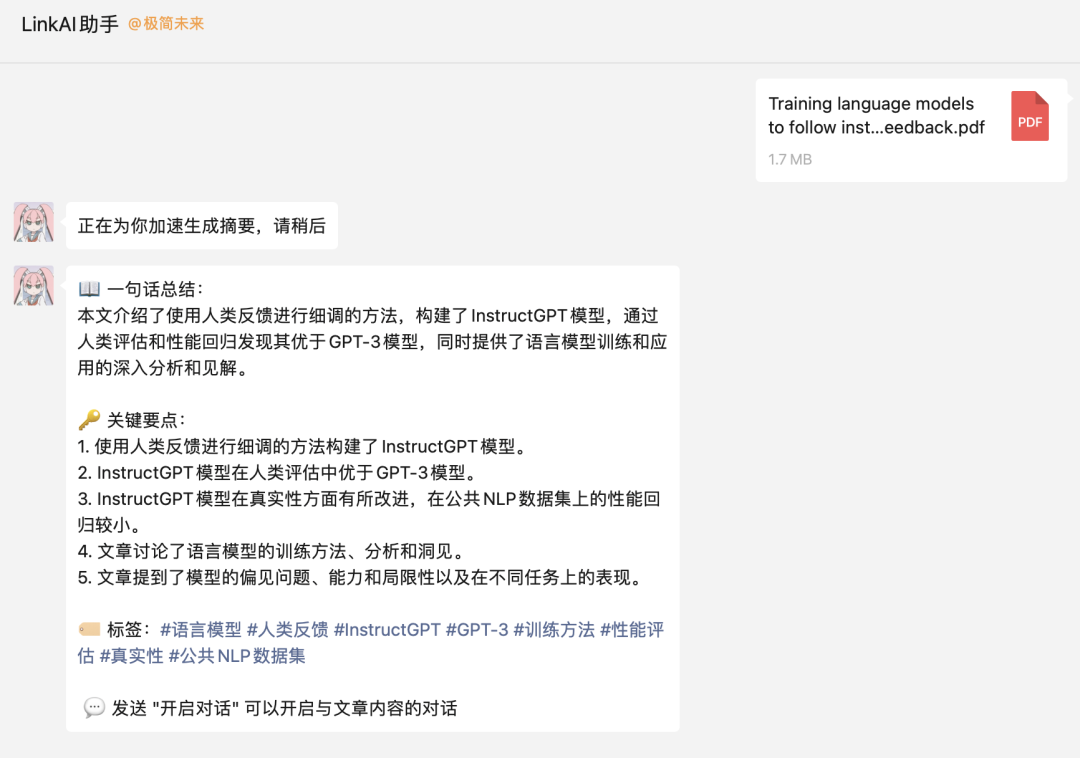 LinkAI助手 @极简未来
Training language models
to follow inst...eedback.pdf
PDF
1.7 MB
正在为你加速生成摘要，请稍后
📖 一句话总结：
本文介绍了使用人类反馈进行细调的方法，构建了InstructGPT模型，通过
人类评估和性能回归发现其优于GPT-3模型，同时提供了语言模型训练和应
用的深入分析和见解。
🔑 关键要点：
1. 使用人类反馈进行细调的方法构建了InstructGPT模型。
2. InstructGPT模型在人类评估中优于GPT-3模型。
3. InstructGPT模型在真实性方面有所改进，在公共NLP数据集上的性能回
归较小。
4. 文章讨论了语言模型的训练方法、分析和洞见。
5. 文章提到了模型的偏见问题、能力和局限性以及在不同任务上的表现。
🏷️ 标签：#语言模型 #人类反馈 #InstructGPT #GPT-3 #训练方法 #性能评
估 #真实性 #公共NLP数据集
💬 发送 "开启对话" 可以开启与文章内容的对话